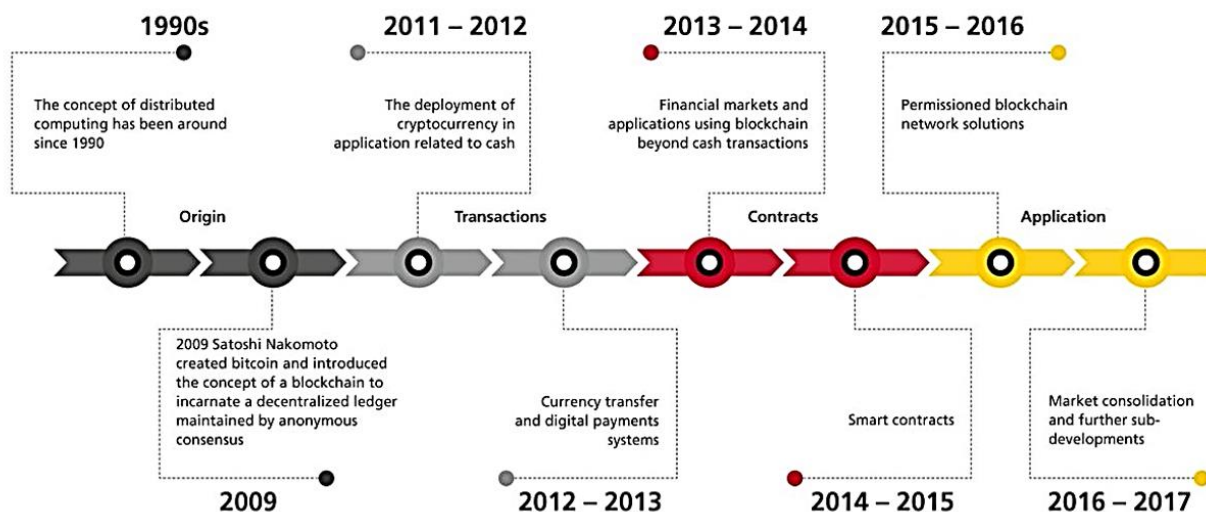 1990s
The concept of distributed
computing has been around
since 1990
2011 – 2012
The deployment of
cryptocurrency in
application related to cash
2013 – 2014
Financial markets and
applications using blockchain
beyond cash transactions
2015 – 2016
Permissioned blockchain
network solutions
Origin
Transactions
Contracts
Application
2009 Satoshi Nakomoto
created bitcoin and introduced
the concept of a blockchain to
incarnate a decentralized ledger
maintained by anonymous
consensus
2009
Currency transfer
and digital payments
systems
2012 – 2013
Smart contracts
2014 – 2015
Market consolidation
and further sub-
developments
2016 – 2017